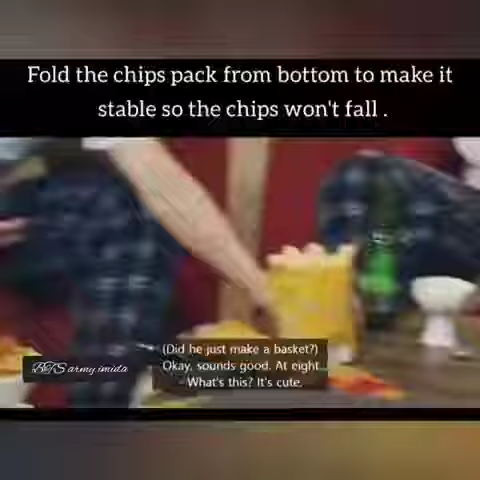 Fold the chips pack from bottom to make it
stable so the chips won't fall .
(Did he just make a basket?)
Okay, sounds good. At eight...
What's this? It's cute.
BTS army.imida